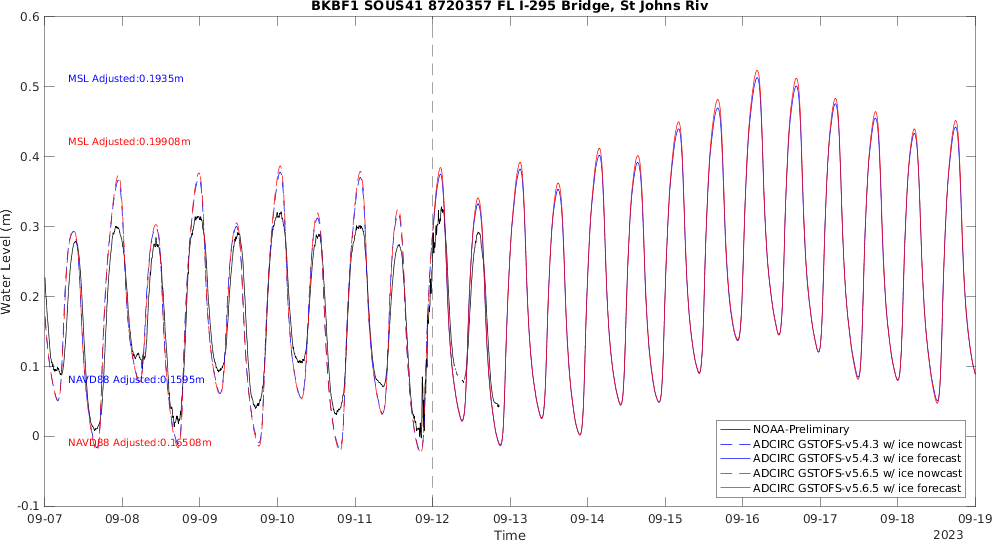 BKBF1 SOUS41 8720357 FL I-295 Bridge, St Johns Riv
0.6
0.5
0.4
0.3
0.2
0.1
0
-0.1
Water Level (m)
MSL Adjusted:0.1935m
MSL Adjusted:0.19908m
NAVD88 Adjusted:0.1595m
NAVD88 Adjusted:0.16508m
NOAA-Preliminary
ADCIRC GSTOFS-v5.4.3 w/ ice nowcast
ADCIRC GSTOFS-v5.4.3 w/ ice forecast
ADCIRC GSTOFS-v5.6.5 w/ ice nowcast
ADCIRC GSTOFS-v5.6.5 w/ ice forecast
09-07 09-08 09-09 09-10 09-11 09-12 09-13 09-14 09-15 09-16 09-17 09-18 09-19
Time
2023